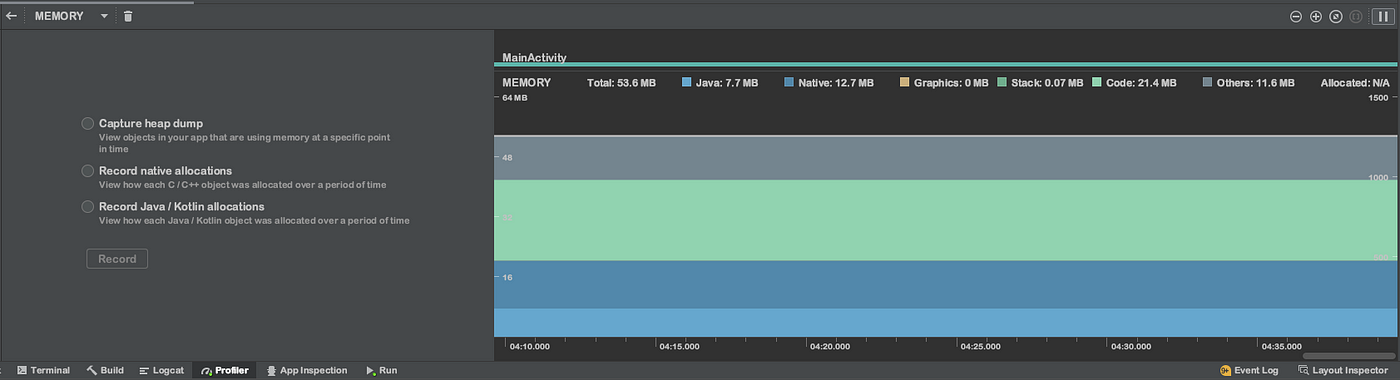 MEMORY
MainActivity
MEMORY Total: 53.6 MB Java: 7.7 MB Native: 12.7 MB Graphics: 0 MB Stack: 0.07 MB Code: 21.4 MB Others: 11.6 MB Allocated: N/A
64 MB 1500
Capture heap dump
View objects in your app that are using memory at a specific point
in time
48
Record native allocations
View how each C / C++ object was allocated over a period of time
1000
Record Java / Kotlin allocations
View how each Java / Kotlin object was allocated over a period of time
Record
16
04:10.000 04:15.000 04:20.000 04:25.000 04:30.000 04:35.000
Terminal Build Logcat Profiler App Inspection Run Event Log Layout Inspector